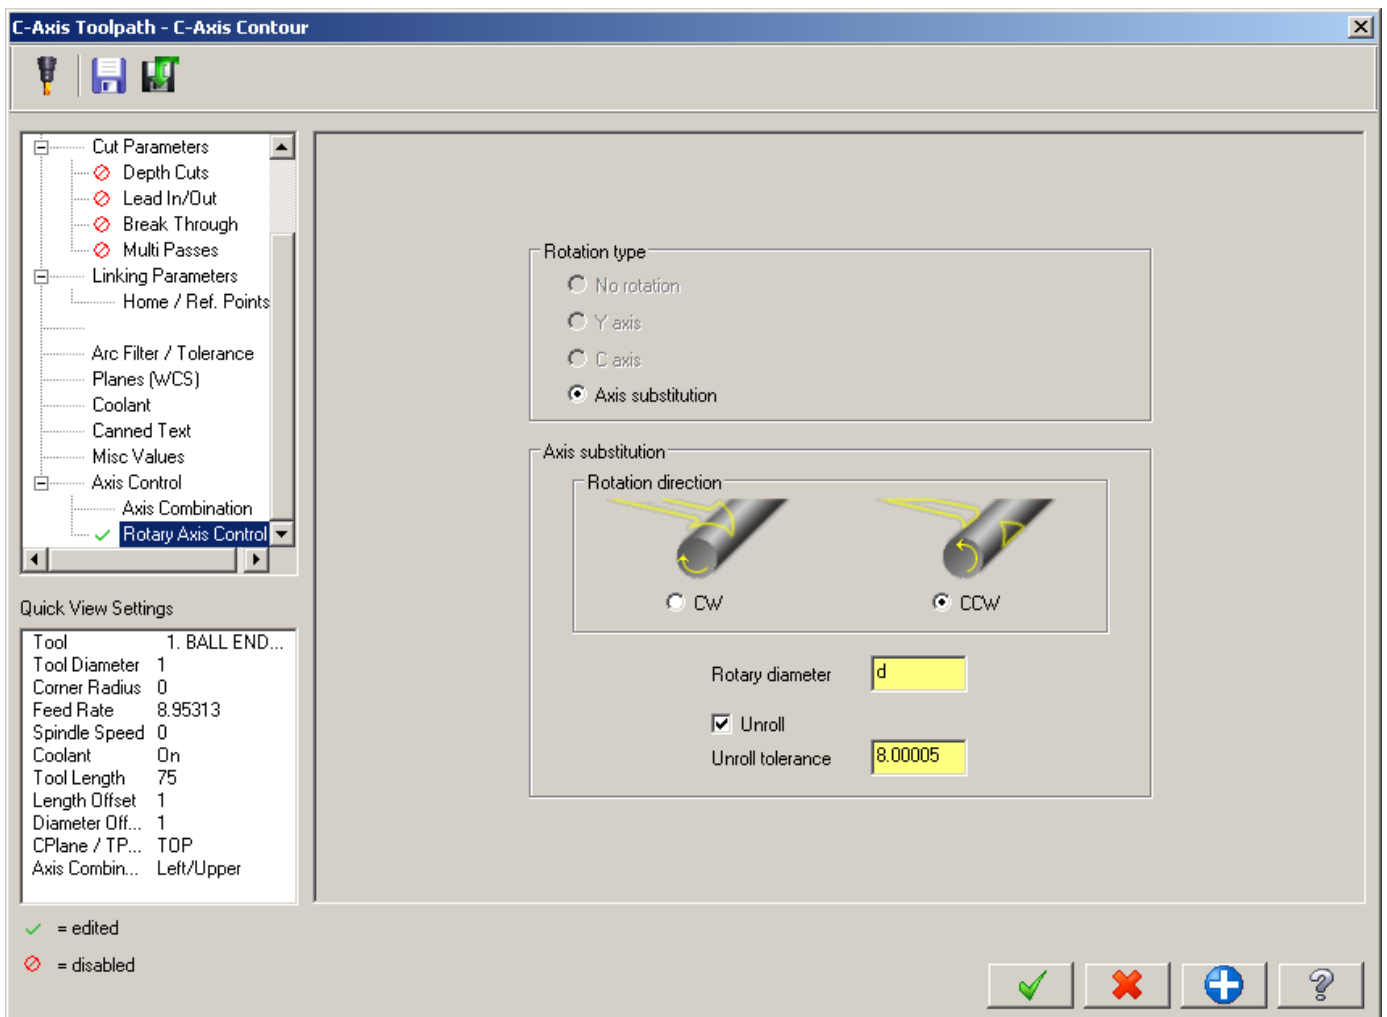 C-Axis Toolpath - C-Axis Contour
Cut Parameters
Depth Cuts
Lead In/Out
Break Through
Multi Passes
Linking Parameters
Home / Ref. Points
Arc Filter / Tolerance
Planes (WCS)
Coolant
Canned Text
Misc Values
Axis Control
Axis Combination
Rotary Axis Control
Quick View Settings
Tool 1. BALL END...
Tool Diameter 1
Corner Radius 0
Feed Rate 8.95313
Spindle Speed 0
Coolant On
Tool Length 75
Length Offset 1
Diameter Off... 1
CPlane / TP... TOP
Axis Combin... Left/Upper
= edited
= disabled
Rotation type
No rotation
Y axis
C axis
Axis substitution
Axis substitution
Rotation direction
CW CCW
Rotary diameter d
Unroll
Unroll tolerance 8.00005